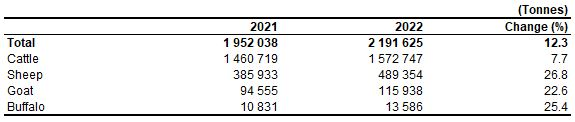 (Tonnes)
2021 2022 Change (%)
Total 1 952 038 2 191 625 12.3
Cattle 1 460 719 1 572 747 7.7
Sheep 385 933 489 354 26.8
Goat 94 555 115 938 22.6
Buffalo 10 831 13 586 25.4